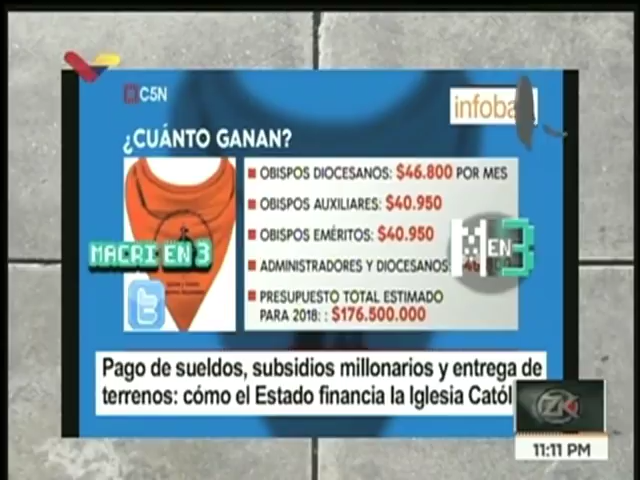 C5N
infoba
¿CUÁNTO GANAN?
OBISPOS DIOCESANOS: $46.800 POR MES
OBISPOS AUXILIARES: $40.950
OBISPOS EMÉRITOS: $40.950
ADMINISTRADORES Y DIOCESANOS:
PRESUPUESTO TOTAL ESTIMADO
PARA 2018: : $176.500.000
MACRI EN 3
M EN 3
Pago de sueldos, subsidios millonarios y entrega de
terrenos: cómo el Estado financia la Iglesia Catól
ZK
11:11 PM